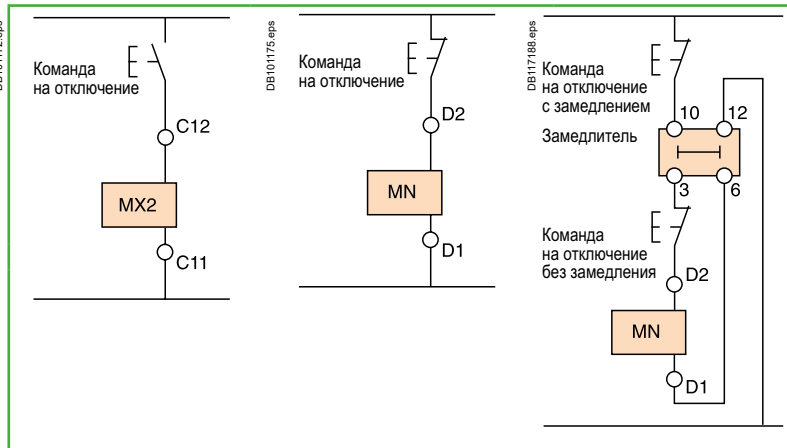 Команда
на отключение
C12
MX2
C11
DB101175.eps
Команда
на отключение
D2
MN
D1
DB117188.eps
Команда
на отключение
с замедлением
10
12
Замедлитель
3
6
Команда
на отключение
без замедления
D2
MN
D1